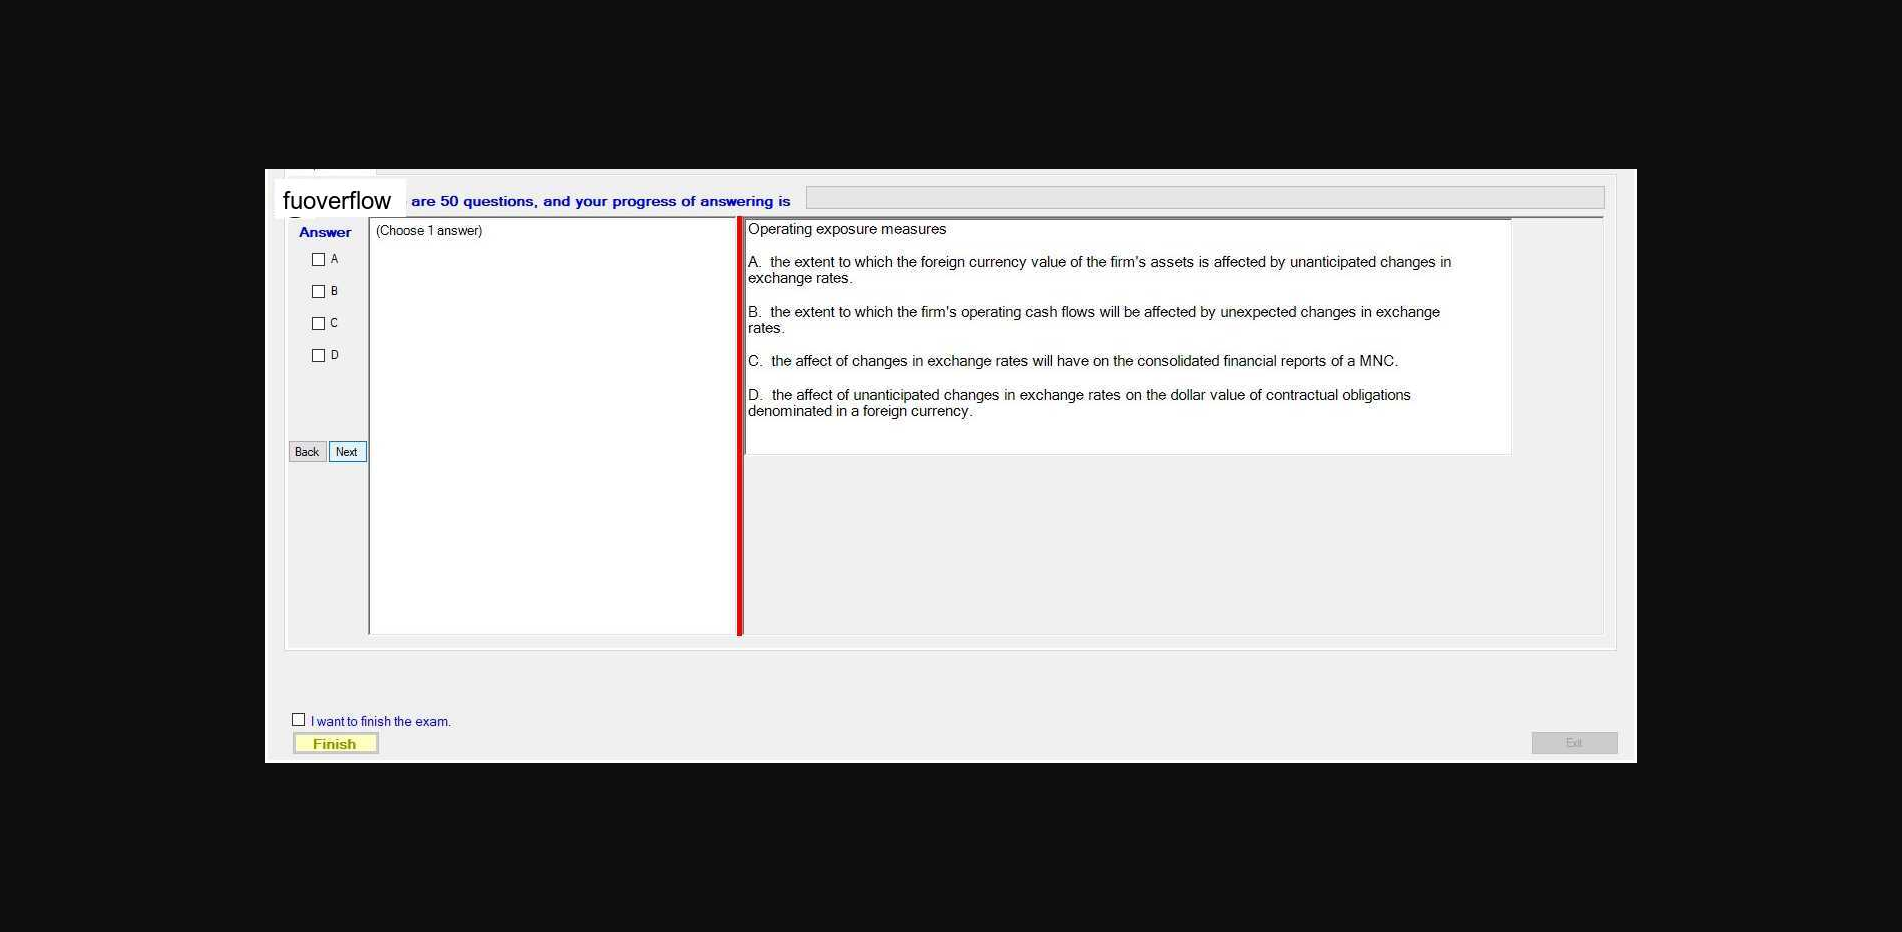 fuoverflow are 50 questions, and your progress of answering is
Answer
(Choose 1 answer)
A
B
C
D
Back Next
Operating exposure measures
A. the extent to which the foreign currency value of the firm's assets is affected by unanticipated changes in
exchange rates.
B. the extent to which the firm's operating cash flows will be affected by unexpected changes in exchange
rates.
C. the affect of changes in exchange rates will have on the consolidated financial reports of a MNC.
D. the affect of unanticipated changes in exchange rates on the dollar value of contractual obligations
denominated in a foreign currency.
I want to finish the exam.
Finish
Exit